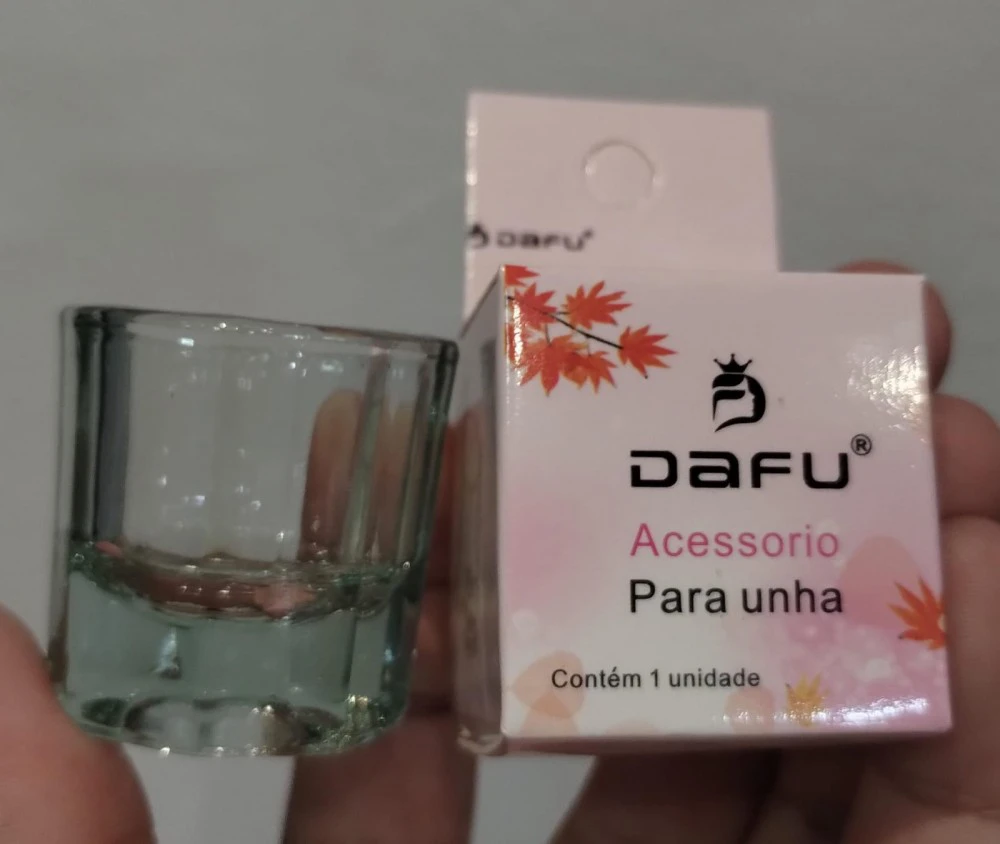 DAFU®
DAFU®
Acessorio
Para unha
Contém 1 unidade